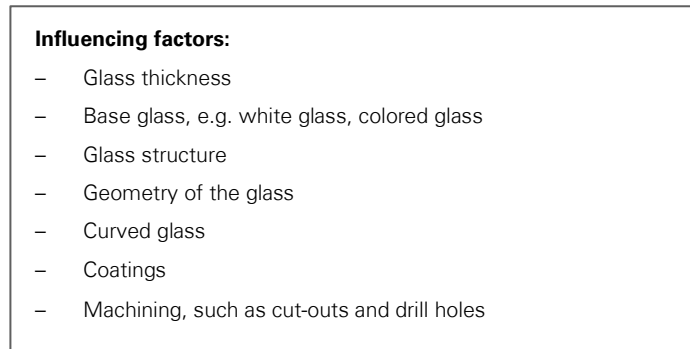 Influencing factors:
– Glass thickness
– Base glass, e.g. white glass, colored glass
– Glass structure
– Geometry of the glass
– Curved glass
– Coatings
– Machining, such as cut-outs and drill holes